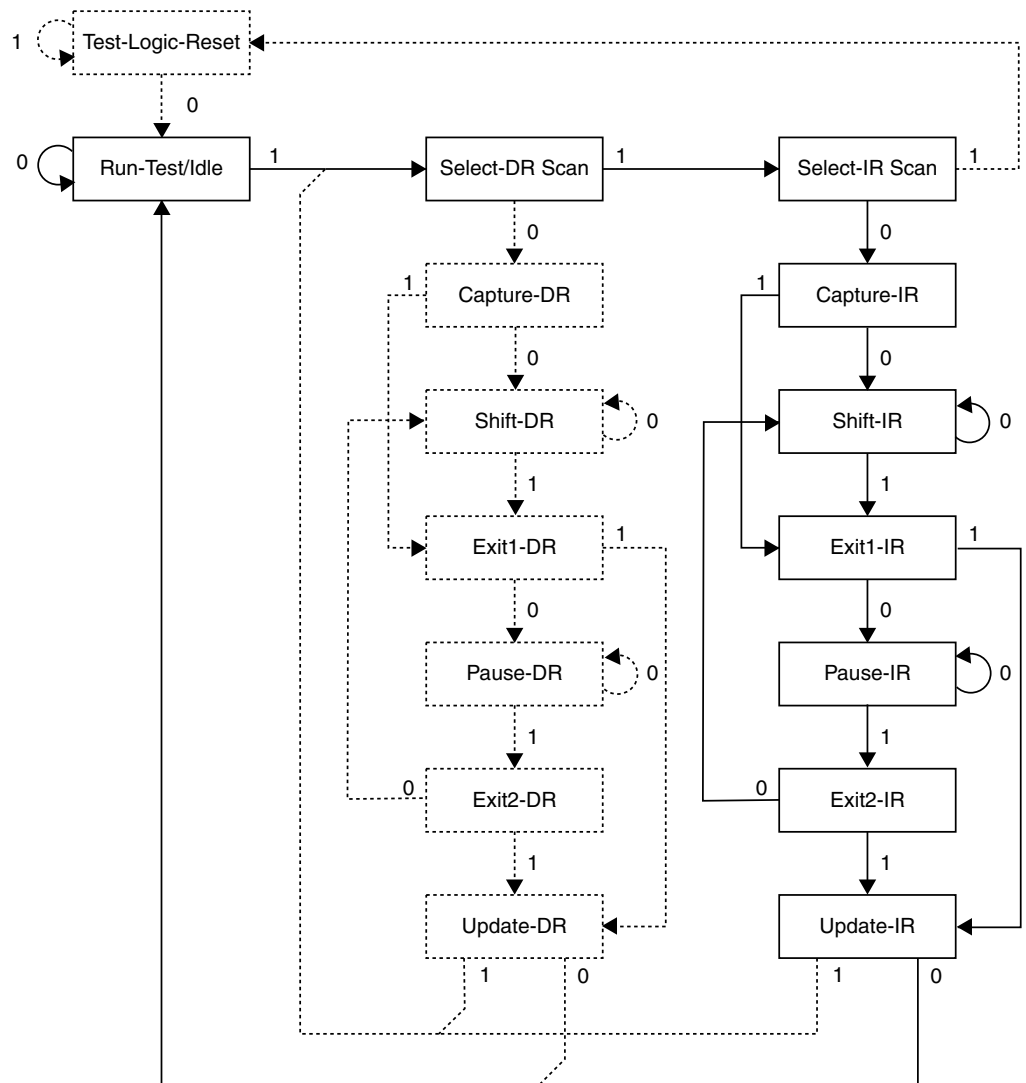 1
Test-Logic-Reset
0
0
Run-Test/Idle
1
Select-DR Scan
1
Select-IR Scan
1
0
0
1
Capture-DR
1
Capture-IR
0
0
Shift-DR
0
Shift-IR
0
1
1
Exit1-DR
1
Exit1-IR
1
0
0
Pause-DR
0
Pause-IR
0
1
1
0
Exit2-DR
0
Exit2-IR
1
1
Update-DR
Update-IR
1
0
1
0